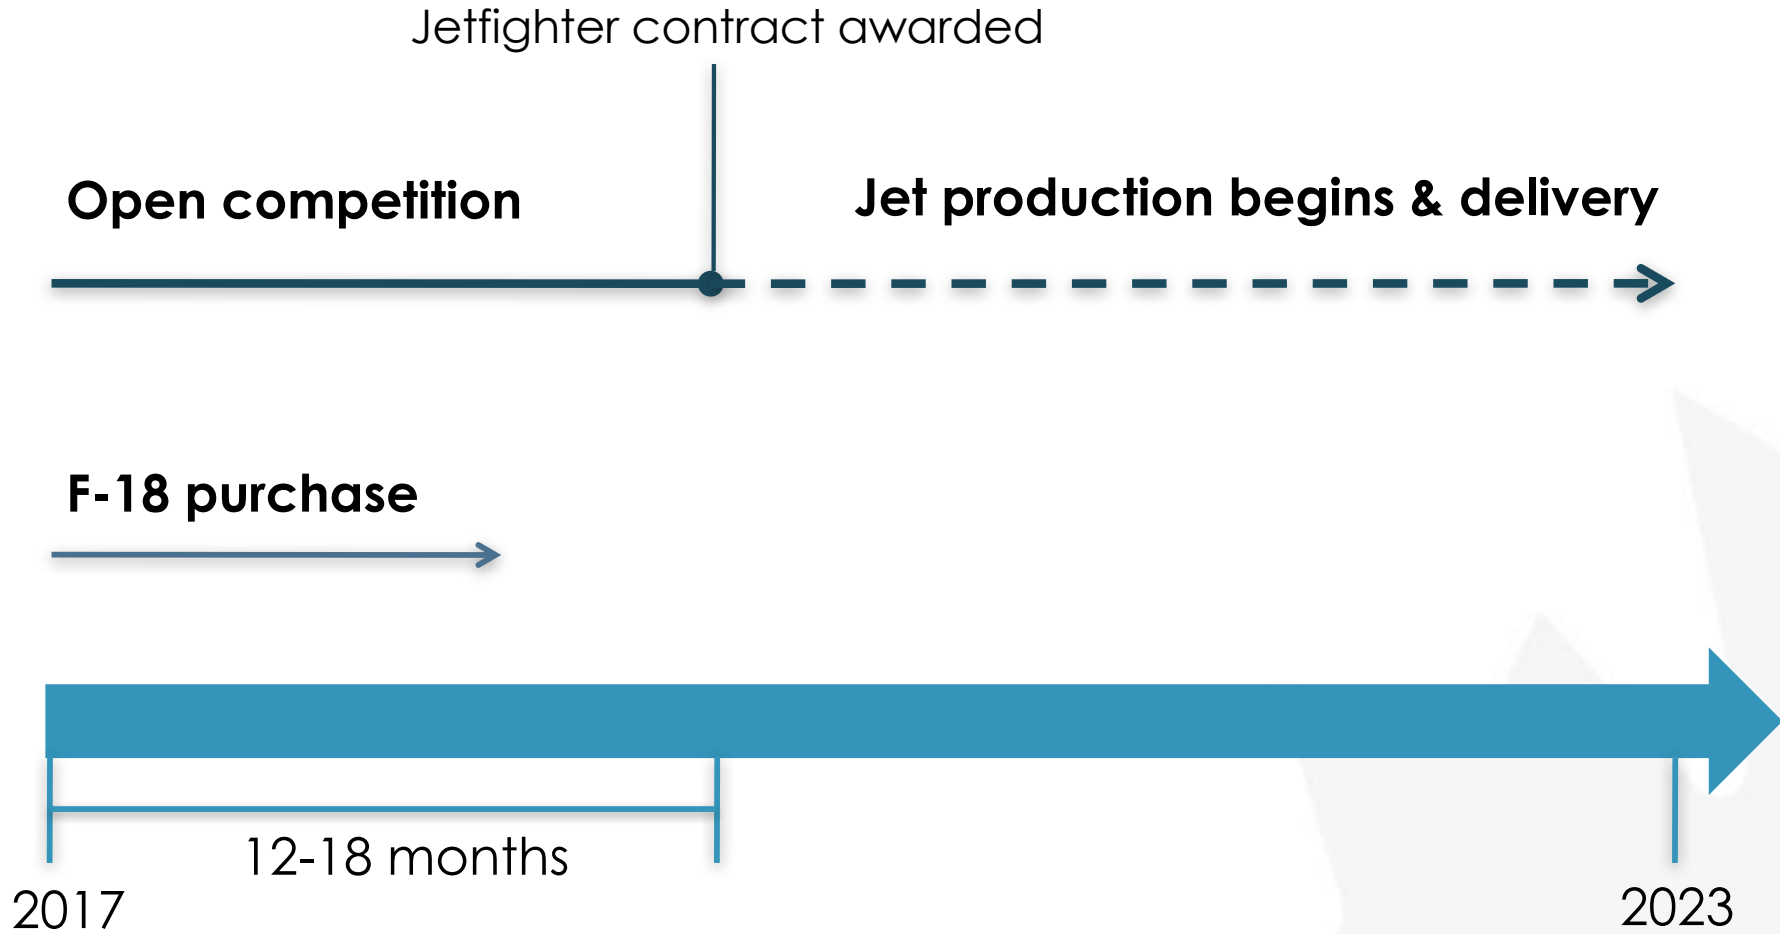 Jetfighter contract awarded
Open competition
Jet production begins & delivery
F-18 purchase
12-18 months
2017
2023